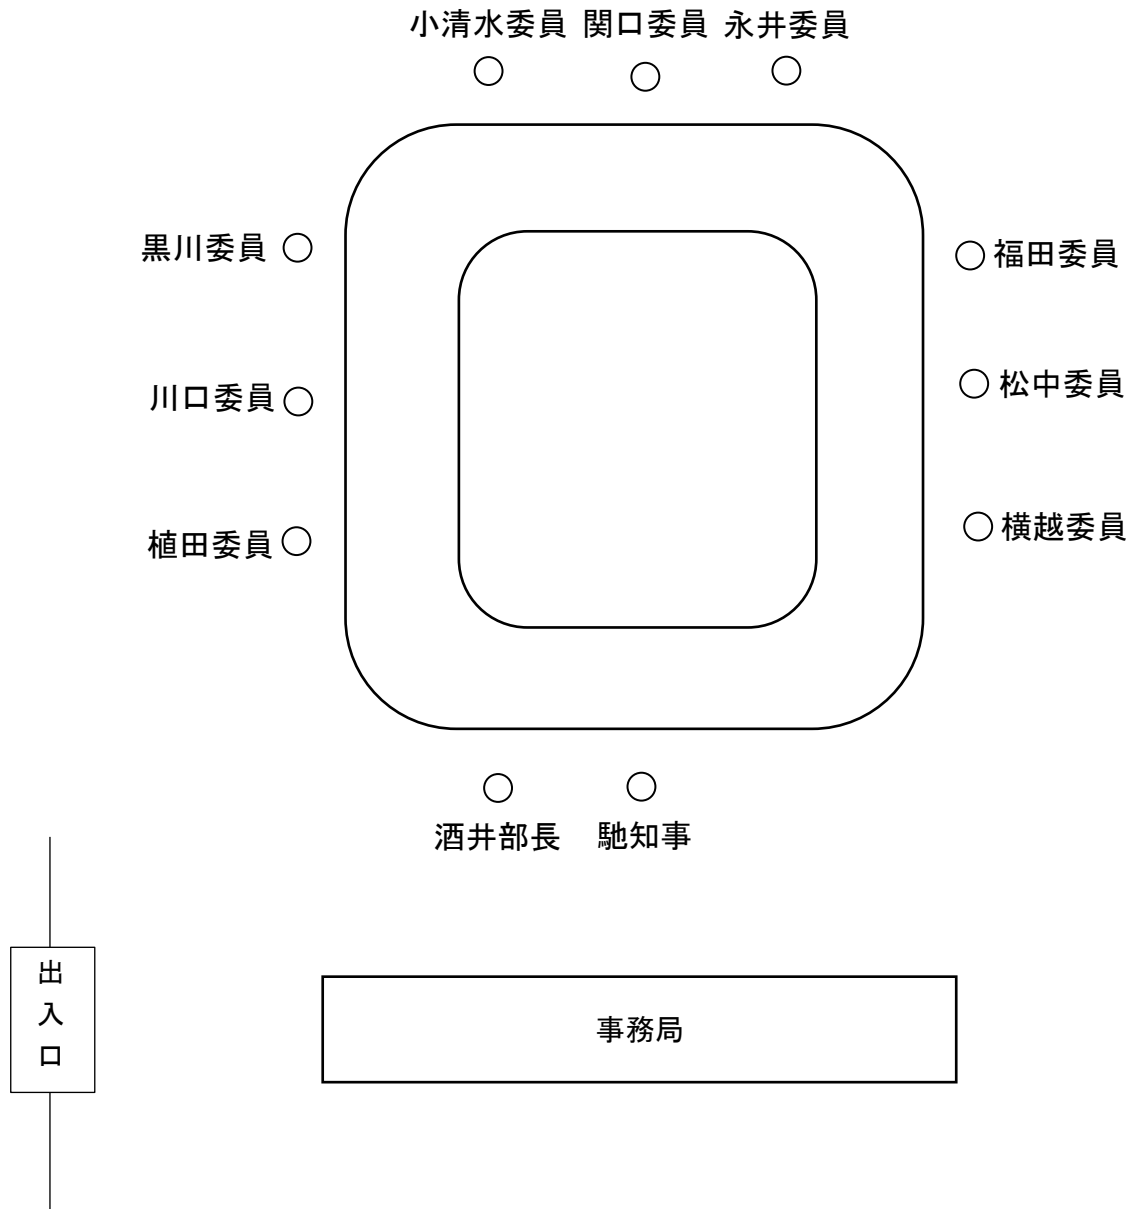 小清水委員 関口委員 永井委員
黒川委員
福田委員
川口委員
松中委員
植田委員
横越委員
酒井部長 馳知事
出入口
事務局